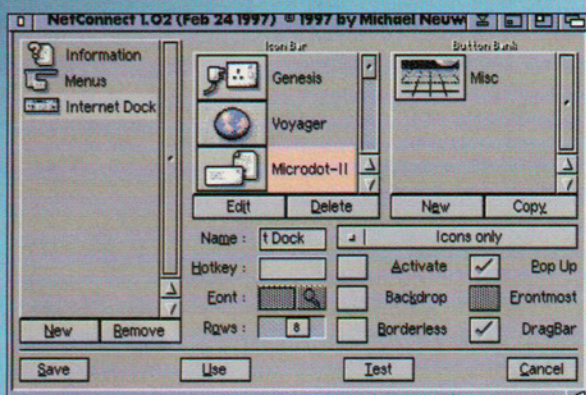 NetConnect 1.02 (Feb 24 1997) © 1997 by Michael Neuw
Information
Menus
Internet Dock
New
Remove
Icon Bar
Genesis
Voyager
Microdot-II
Edit
Delete
Button Bank
Misc
New
Copy
Name :
t Dock
Icons only
Hotkey :
Activate
Pop Up
Font :
Backdrop
Frontmost
Rows :
8
Borderless
DragBar
Save
Use
Test
Cancel